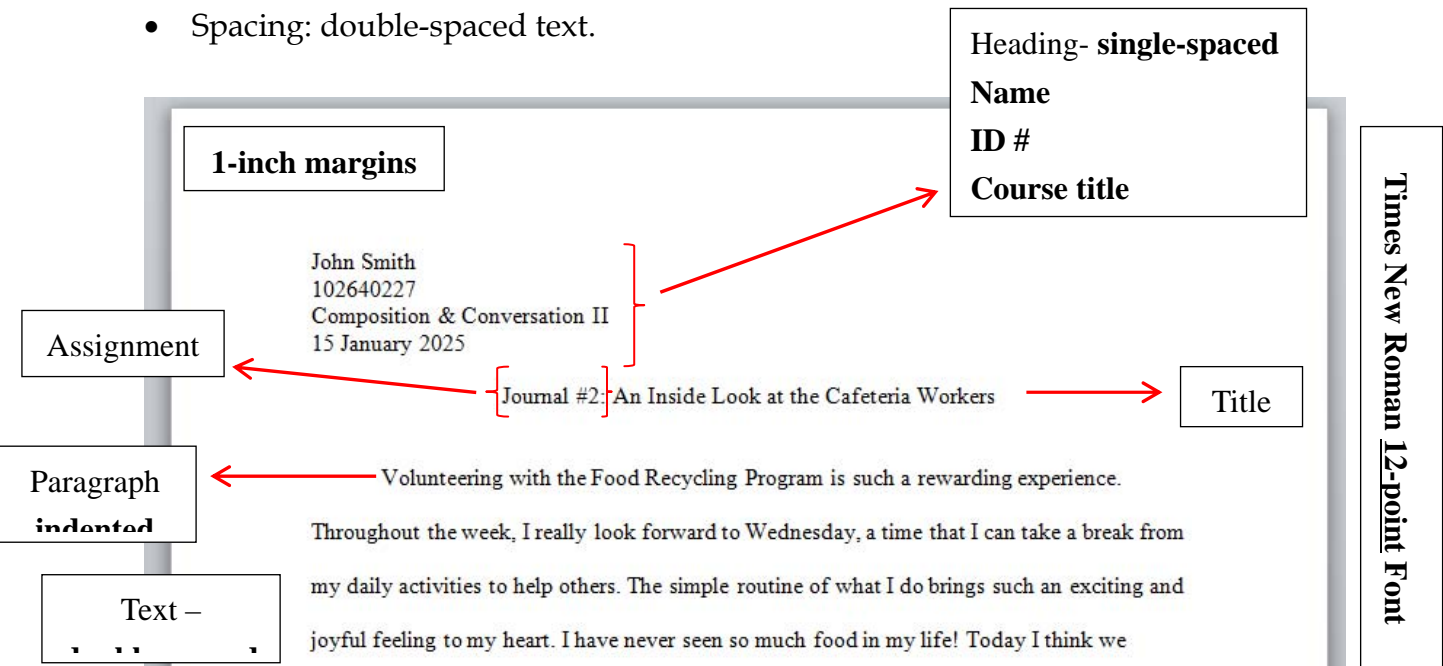 • Spacing: double-spaced text.
Heading- single-spaced
Name
ID #
Course title
1-inch margins
John Smith
102640227
Composition & Conversation II
15 January 2025
Assignment
Journal #2: An Inside Look at the Cafeteria Workers
Title
Paragraph
indented
Volunteering with the Food Recycling Program is such a rewarding experience.
Throughout the week, I really look forward to Wednesday, a time that I can take a break from
my daily activities to help others. The simple routine of what I do brings such an exciting and
joyful feeling to my heart. I have never seen so much food in my life! Today I think we
Text –
Times New Roman 12-point Font